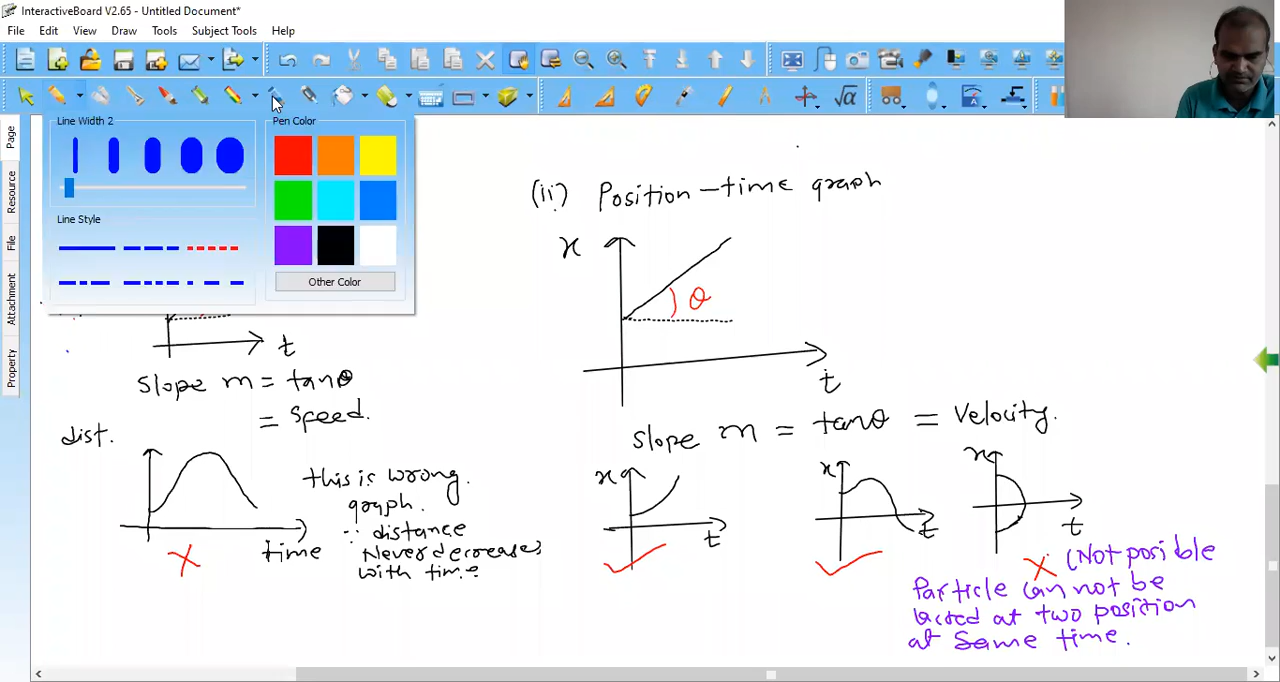 InteractiveBoard V2.65 - Untitled Document*
File Edit View Draw Tools Subject Tools Help
Line Width 2
Pen Color
Line Style
Other Color
Page
Resource
File
Attachment
Property
(ii) Position-time graph
x
θ
t
t
Slope m = tanθ
= Speed.
Slope m = tanθ = Velocity.
dist.
time
this is wrong
graph.
∵ distance
Never decreases
with time
x
t
x
t
x
t
X
X (Not posible
Particle can not be
at two position
at same time.